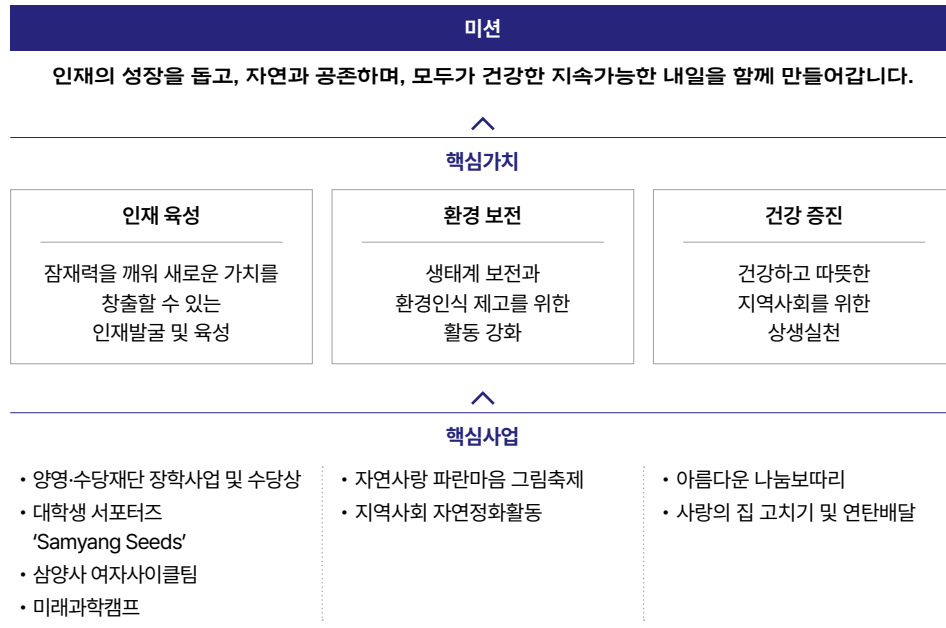 미션
인재의 성장을 돕고, 자연과 공존하며, 모두가 건강한 지속가능한 내일을 함께 만들어갑니다.
핵심가치
인재 육성
잠재력을 깨워 새로운 가치를
창출할 수 있는
인재발굴 및 육성
환경 보전
생태계 보전과
환경인식 제고를 위한
활동 강화
건강 증진
건강하고 따뜻한
지역사회를 위한
상생실천
핵심사업
• 양영·수당재단 장학사업 및 수당상
• 대학생 서포터즈
‘Samyang Seeds’
• 삼양사 여자사이클팀
• 미래과학캠프
• 자연사랑 파란마음 그림축제
• 지역사회 자연정화활동
• 아름다운 나눔보따리
• 사랑의 집 고치기 및 연탄배달